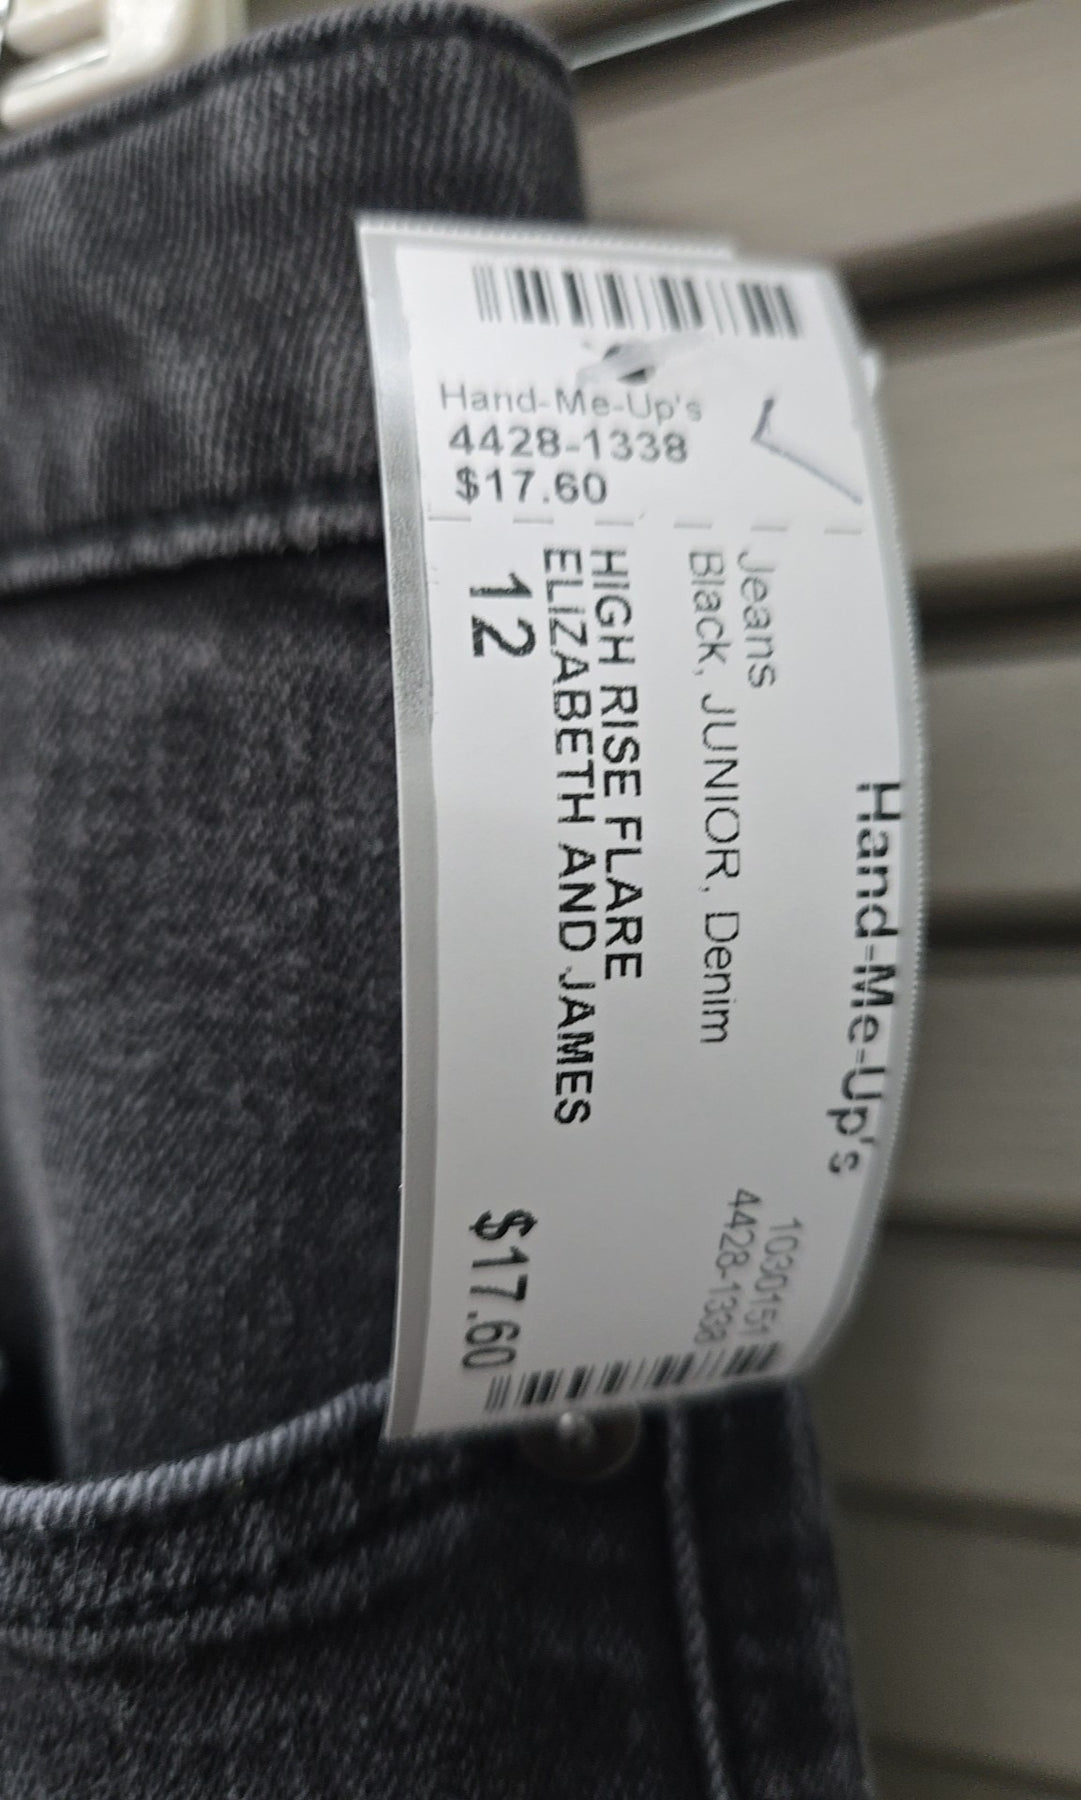 Hand-Me-Up's
4428-1338
$17.60
Hand-Me-Up's
1030151
4428-1338
Jeans
Black, JUNIOR, Denim
HIGH RISE FLARE
ELIZABETH AND JAMES
12
$17.60